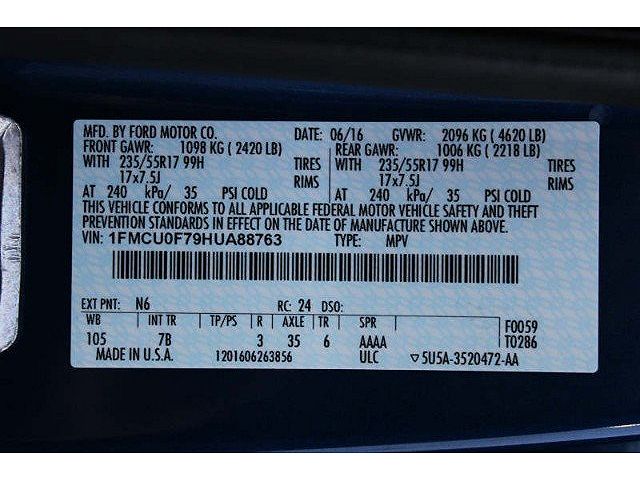 MFD. BY FORD MOTOR CO. DATE: 06/16 GVWR: 2096 KG ( 4620 LB)
FRONT GAWR: 1098 KG ( 2420 LB) REAR GAWR: 1006 KG ( 2218 LB)
WITH 235/55R17 99H TIRES WITH 235/55R17 99H TIRES
17x7.5J RIMS 17x7.5J RIMS
AT 240 kPa/ 35 PSI COLD AT 240 kPa/ 35 PSI COLD
THIS VEHICLE CONFORMS TO ALL APPLICABLE FEDERAL MOTOR VEHICLE SAFETY AND THEFT
PREVENTION STANDARDS IN EFFECT ON THE DATE OF MANUFACTURE SHOWN ABOVE.
VIN: 1FMCU0F79HUA88763 TYPE: MPV
EXT PNT: N6 RC: 24 DSO:
WB INT TR TP/PS R AXLE TR SPR F0059
105 7B 3 35 6 AAAA T0286
MADE IN U.S.A. 1201606263856 ULC ▽5U5A-3520472-AA